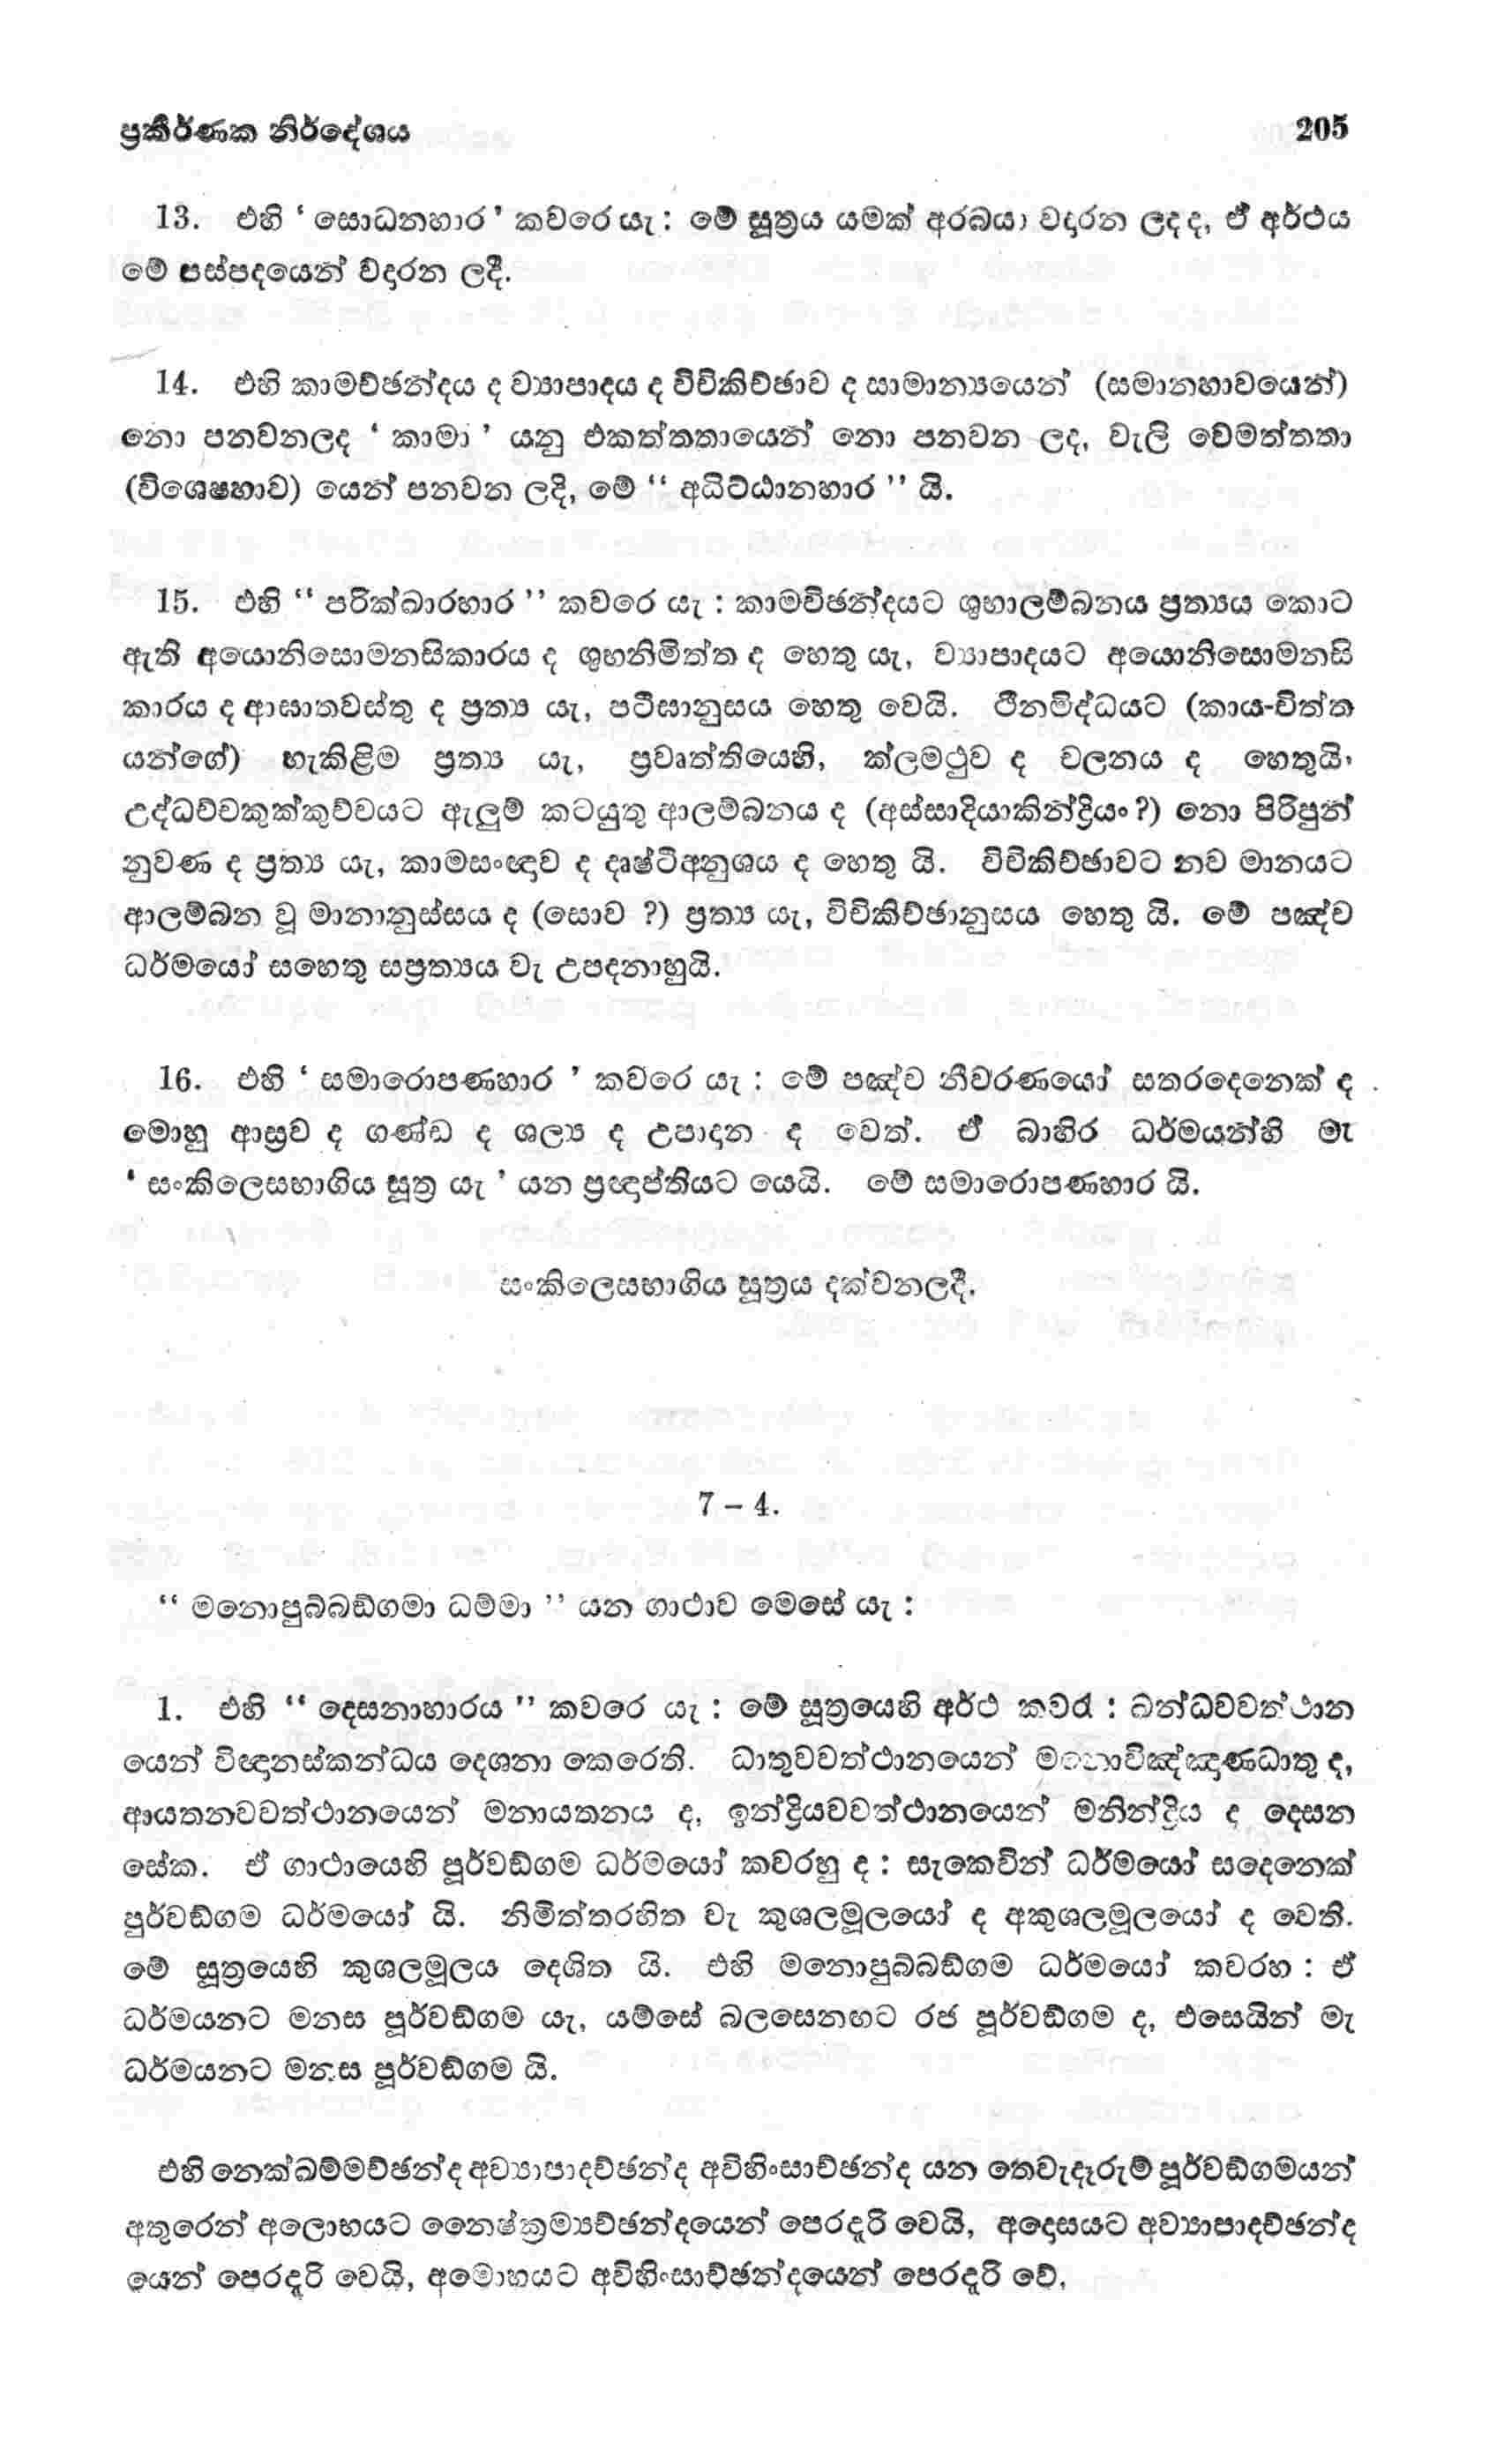 ප්‍රකීර්ණක නිර්දේශය 205
13. එහි ‘ සොධනහාර’ කවරෙ යැ : මේ සූත්‍රය යමක් අරබයා වදාරන ලද ද, ඒ අර්ථය
මේ පස්පදයෙන් වදාරන ලදී.
14. එහි කාමච්ඡන්දය ද ව්‍යාපාදය ද විචිකිච්ඡාව ද සාමාන්‍යයෙන් (සමානභාවයෙන්)
නො පනවනලද ‘ කාමා ’ යනු එකත්තතායෙන් නො පනවන ලද, වැලි වෙමත්තතා
(විශෙෂභාව) යෙන් පනවන ලදි, මේ “ අධිට්ඨානහාර ” යි.
15. එහි “ පරික්ඛාරහාර ” කවරෙ යැ : කාමච්ඡන්දයට ශුභාලම්බනය ප්‍රත්‍යය කොට
ඇති අයොනිසොමනසිකාරය ද ශුභනිමිත්ත ද හෙතු යැ, ව්‍යාපාදයට අයොනිසොමනසි
කාරය ද ආඝාතවස්තු ද ප්‍රත්‍ය යැ, පටිඝානුසය හෙතු වෙයි. ථීනමිද්ධයට (කාය-චිත්ත
යන්ගේ) හැකිළීම ප්‍රත්‍ය යැ, ප්‍රවෘත්තියෙහි, ක්ලමථුව ද චලනය ද හෙතුයි,
උද්ධච්චකුක්කුච්චයට ඇලුම් කටයුතු ආලම්බනය ද (අස්සාදියාකින්ද්‍රියං ?) නො පිරිපුන්
නුවණ ද ප්‍රත්‍ය යැ, කාමසංඥාව ද දෘෂ්ටිඅනුශය ද හෙතු යි. විචිකිච්ඡාවට නව මානයට
ආලම්බන වූ මානානුස්සය ද (සොව ?) ප්‍රත්‍ය යැ, විචිකිච්ඡානුසය හෙතු යි. මේ පඤ්ච
ධර්මයෝ සහෙතු සප්‍රත්‍යය වැ උපදනාහුයි.
16. එහි ‘ සමාරොපණහාර ’ කවරෙ යැ : මේ පඤ්ච නීවරණයෝ සතරදෙනෙක් ද
මොහු ආස්‍රව ද ගණ්ඩ ද ශල්‍ය ද උපාදාන ද වෙත්. ඒ බාහිර ධර්මයන්හි මැ
‘ සංකිලෙසභාගිය සූත්‍ර යැ ’ යන ප්‍රඥාප්තියට යෙයි. මේ සමාරොපණහාර යි.
සංකිලෙසභාගිය සූත්‍රය දක්වනලදී.
7 – 4.
“ මනොපුබ්බඞ්ගමා ධම්මා ” යන ගාථාව මෙසේ යැ :
1. එහි “ දෙසනාහාරය ” කවරෙ යැ : මේ සූත්‍රයෙහි අර්ථ කවරෑ : ඛන්ධවවත්ථාන
යෙන් විඥානස්කන්ධය දෙශනා කෙරෙති. ධාතුවවත්ථානයෙන් මනොවිඤ්ඤාණධාතු ද,
ආයතනවවත්ථානයෙන් මනායතනය ද, ඉන්ද්‍රියවවත්ථානයෙන් මනින්ද්‍රිය ද දෙසන
සේක. ඒ ගාථායෙහි පූර්වඞ්ගම ධර්මයෝ කවරහු ද : සැකෙවින් ධර්මයෝ සදෙනෙක්
පුර්වඞ්ගම ධර්මයෝ යි. නිමිත්තරහිත වැ කුශලමූලයෝ ද අකුශලමූලයෝ ද වෙති.
මේ සූත්‍රයෙහි කුශලමූලය දෙශිත යි. එහි මනොපුබ්බඞ්ගම ධර්මයෝ කවරහ : ඒ
ධර්මයනට මනස පූර්වඞ්ගම යැ, යම්සේ බලසෙනඟට රජ පූර්වඞ්ගම ද, එසෙයින් මැ
ධර්මයනට මනස පූර්වඞ්ගම යි.
එහි නෙක්ඛම්මච්ඡන්ද අව්‍යාපාදච්ඡන්ද අවිහිංසාච්ඡන්ද යන තෙවැදෑරුම් පූර්වඞ්ගමයන්
අතුරෙන් අලොභයට නෛෂ්ක්‍රම්‍යච්ඡන්දයෙන් පෙරදැරි වෙයි, අදොසයට අව්‍යාපාදච්ඡන්ද
යෙන් පෙරදැරි වෙයි, අමොහයට අවිහිංසාච්ඡන්දයෙන් පෙරදැරි වේ,